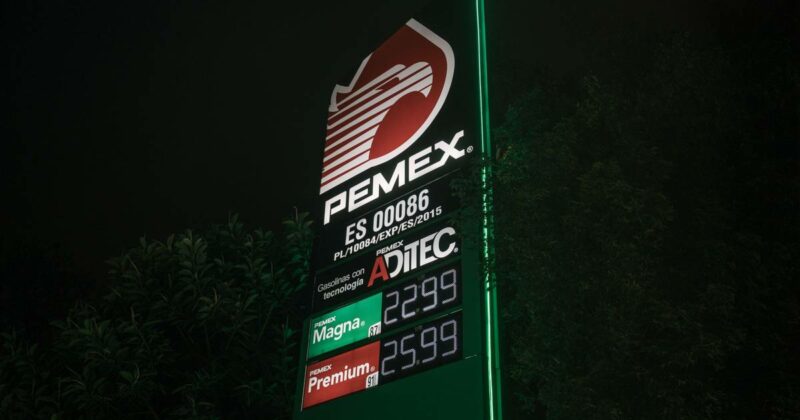 PEMEX®
ES 00086
PL/10084/EXP/ES/2015
Gasolinas con
tecnología
PEMEX
ADITEC.
PEMEX
Magna® 87
22.99
PEMEX
Premium® 91
25.99